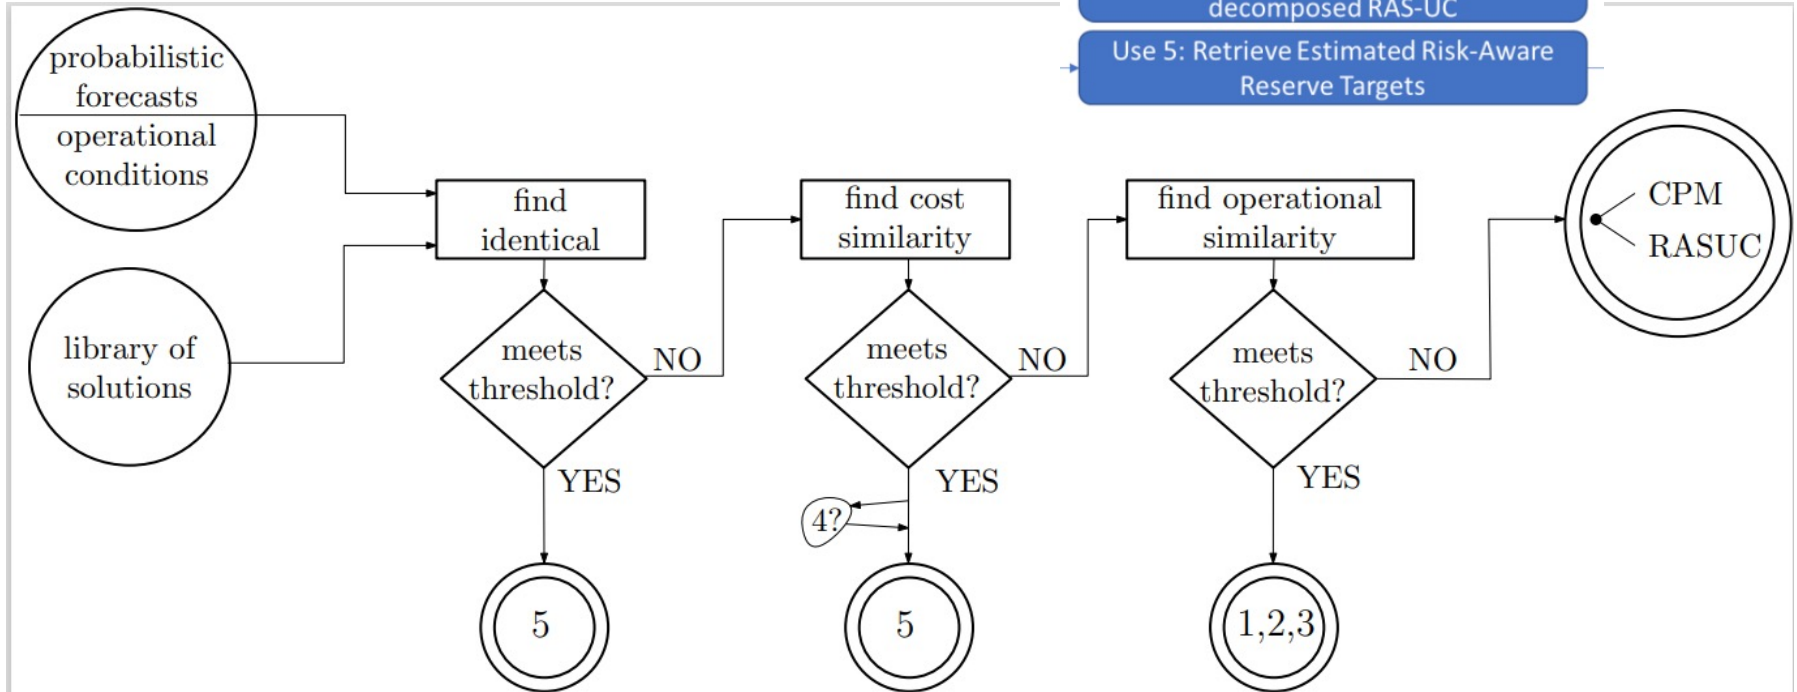 decomposed RAS-UC
Use 5: Retrieve Estimated Risk-Aware
Reserve Targets
probabilistic
forecasts
operational
conditions
library of
solutions
find
identical
meets
threshold?
NO
YES
5
find cost
similarity
meets
threshold?
NO
YES
4?
5
find operational
similarity
meets
threshold?
NO
YES
1,2,3
CPM
RASUC